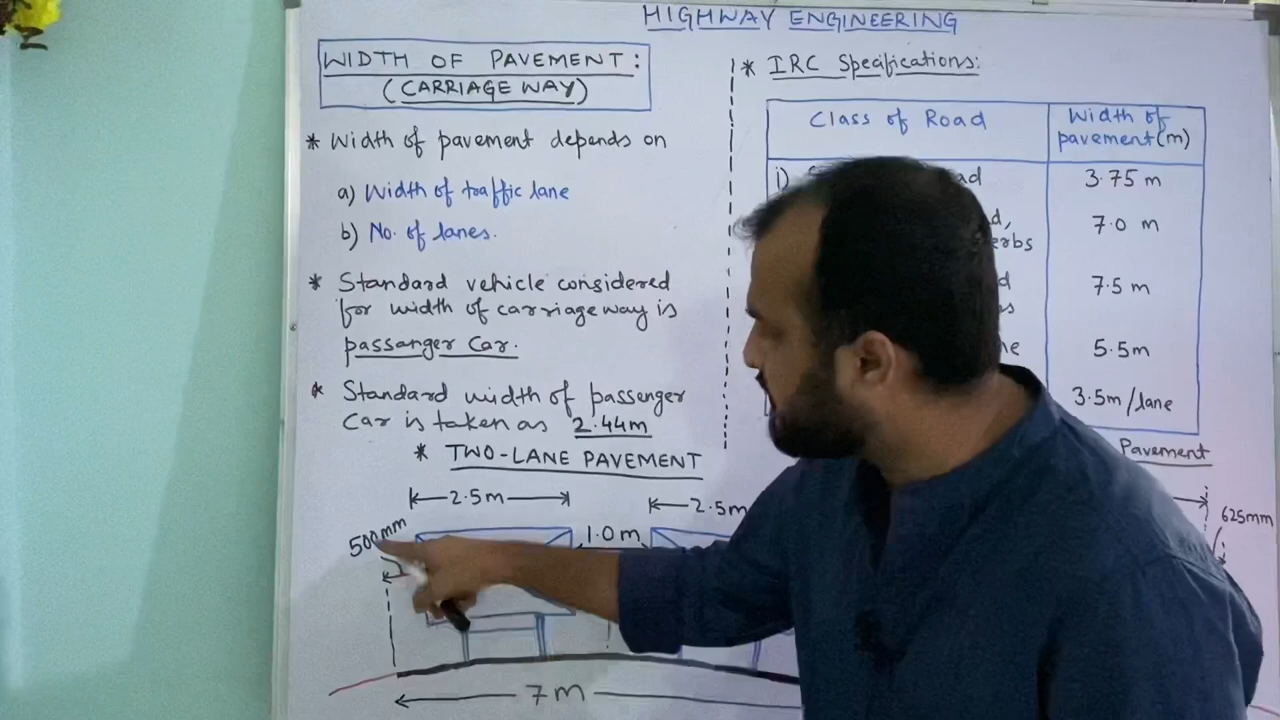 HIGHWAY ENGINEERING
WIDTH OF PAVEMENT:
(CARRIAGE WAY)
* Width of pavement depends on
a) Width of traffic lane
b) No. of lanes.
* Standard vehicle considered
for width of carriageway is
passanger Car.
* Standard width of passenger
Car is taken as 2.44m
* TWO-LANE PAVEMENT
2.5m
2.5m
500mm
1.0m
7m
* IRC Specifications:
Class of Road
Width of
pavement(m)
i)
3.75 m
7.0 m
erbs
7.5 m
5.5m
3.5m/lane
Pavement
625mm